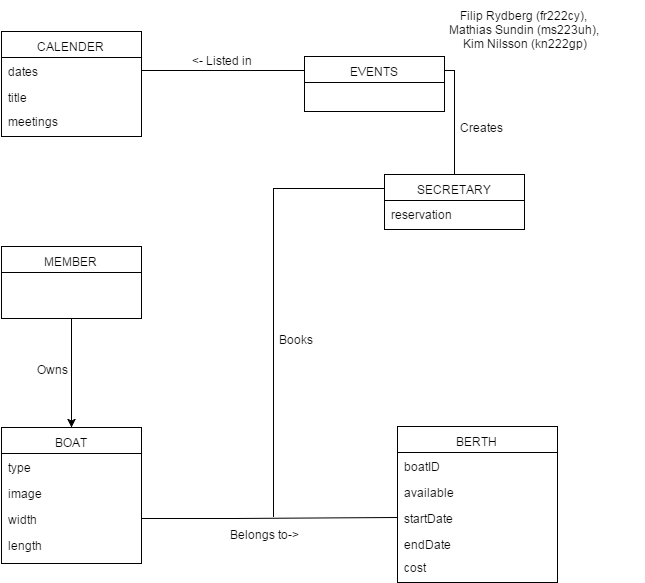 Filip Rydberg (fr222cy),
Mathias Sundin (ms223uh),
Kim Nilsson (kn222gp)
CALENDER
dates
title
meetings
<- Listed in
EVENTS
Creates
SECRETARY
reservation
MEMBER
Owns
Books
BOAT
type
image
width
length
Belongs to->
BERTH
boatID
available
startDate
endDate
cost